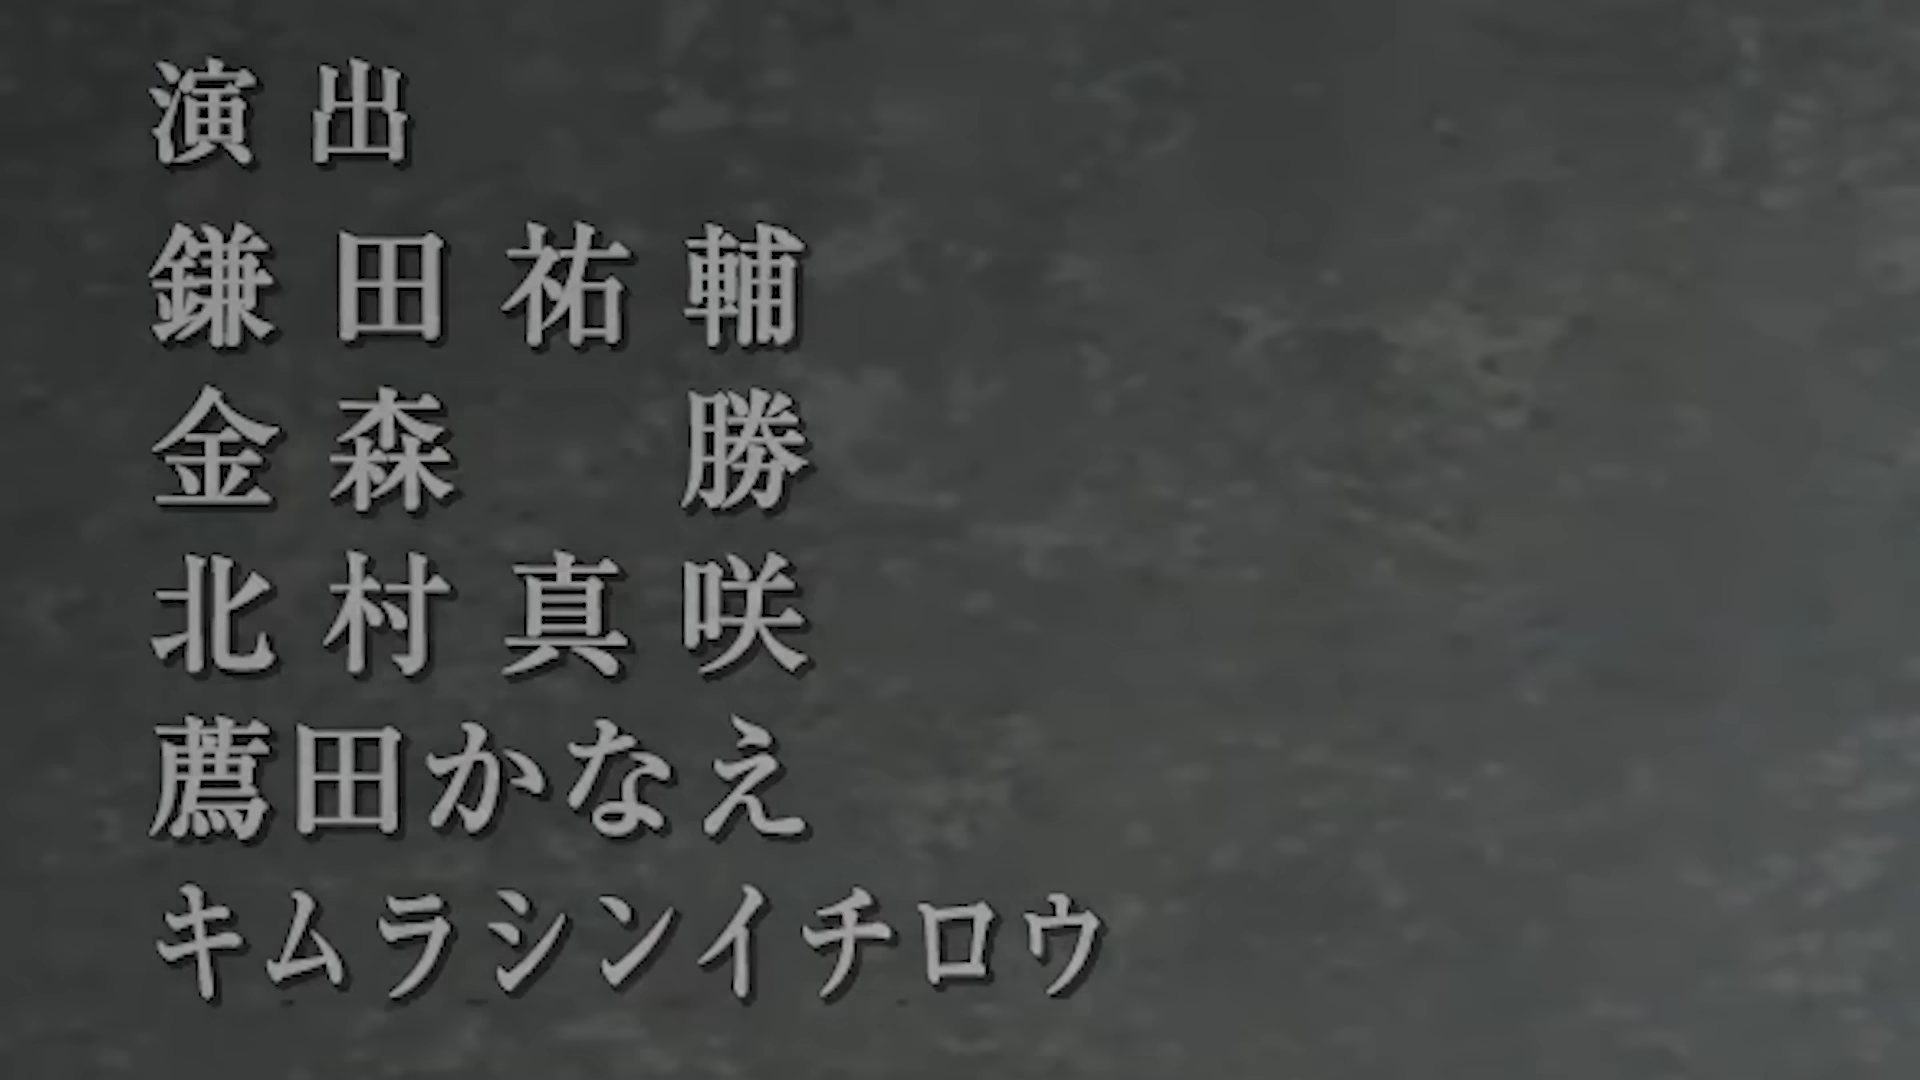 演出
鎌田祐輔
金森 勝
北村真咲
薦田かなえ
キムラシンイチロウ